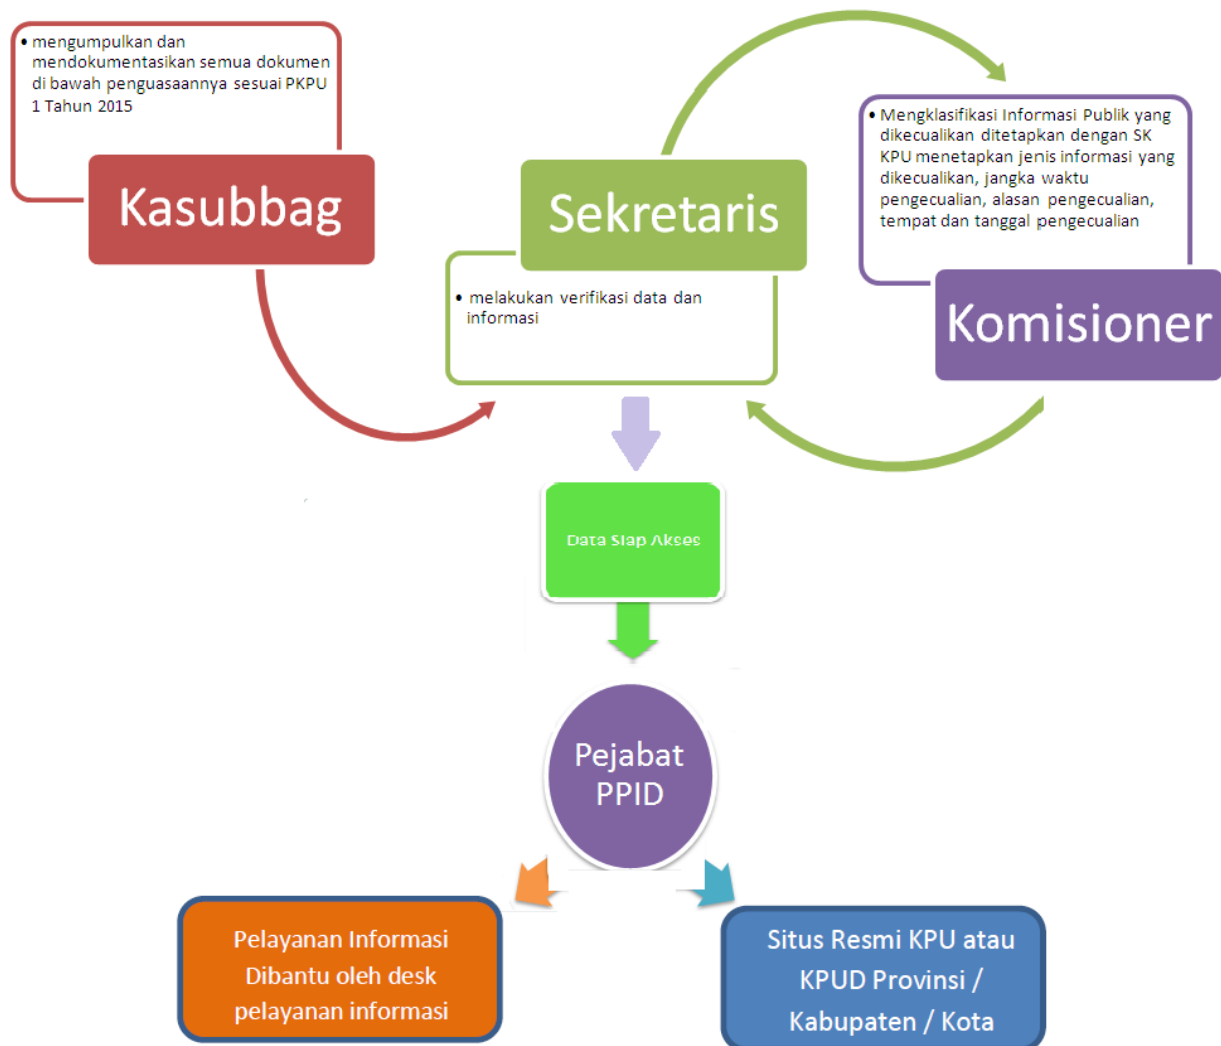 • mengumpulkan dan
mendokumentasikan semua dokumen
di bawah penguasaannya sesuai PKPU
1 Tahun 2015
Kasubbag
Sekretaris
• melakukan verifikasi data dan
informasi
• Mengklasifikasi Informasi Publik yang
dikecualikan ditetapkan dengan SK
KPU menetapkan jenis informasi yang
dikecualikan, jangka waktu
pengecualian, alasan pengecualian,
tempat dan tanggal pengecualian
Komisioner
Data Siap Akses
Pejabat
PPID
Pelayanan Informasi
Dibantu oleh desk
pelayanan informasi
Situs Resmi KPU atau
KPUD Provinsi /
Kabupaten / Kota